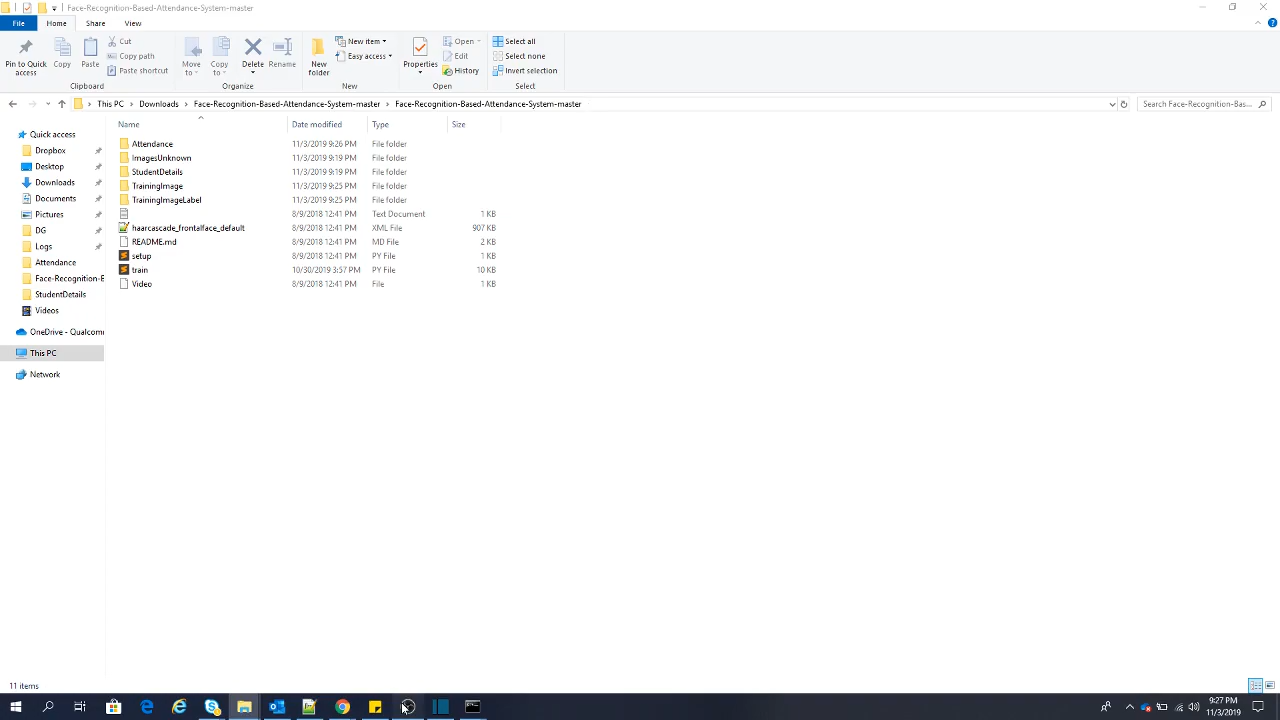 Face-Recognition-Based-Attendance-System-master
File Home Share View
Pin to Quick access
Copy
Paste
Cut
Copy path
Paste shortcut
Move to
Copy to
Delete
Rename
New folder
New item
Easy access
Properties
Open
Edit
History
Select all
Select none
Invert selection
Clipboard Organize New Open Select
This PC Downloads Face-Recognition-Based-Attendance-System-master Face-Recognition-Based-Attendance-System-master
Search Face-Recognition-Bas...
Name Date modified Type Size
Quick access
Dropbox
Desktop
Downloads
Documents
Pictures
DG
Logs
Attendance
Face-Recognition-B
StudentDetails
Videos
OneDrive - Qualcomm
This PC
Network
Attendance 11/3/2019 9:26 PM File folder
ImagesUnknown 11/3/2019 9:19 PM File folder
StudentDetails 11/3/2019 9:19 PM File folder
TrainingImage 11/3/2019 9:25 PM File folder
TrainingImageLabel 11/3/2019 9:25 PM File folder
8/9/2018 12:41 PM Text Document 1 KB
haarcascade_frontalface_default 8/9/2018 12:41 PM XML File 907 KB
README.md 8/9/2018 12:41 PM MD File 2 KB
setup 8/9/2018 12:41 PM PY File 1 KB
train 10/30/2019 3:57 PM PY File 10 KB
Video 8/9/2018 12:41 PM File 1 KB
11 items
9:27 PM
11/3/2019